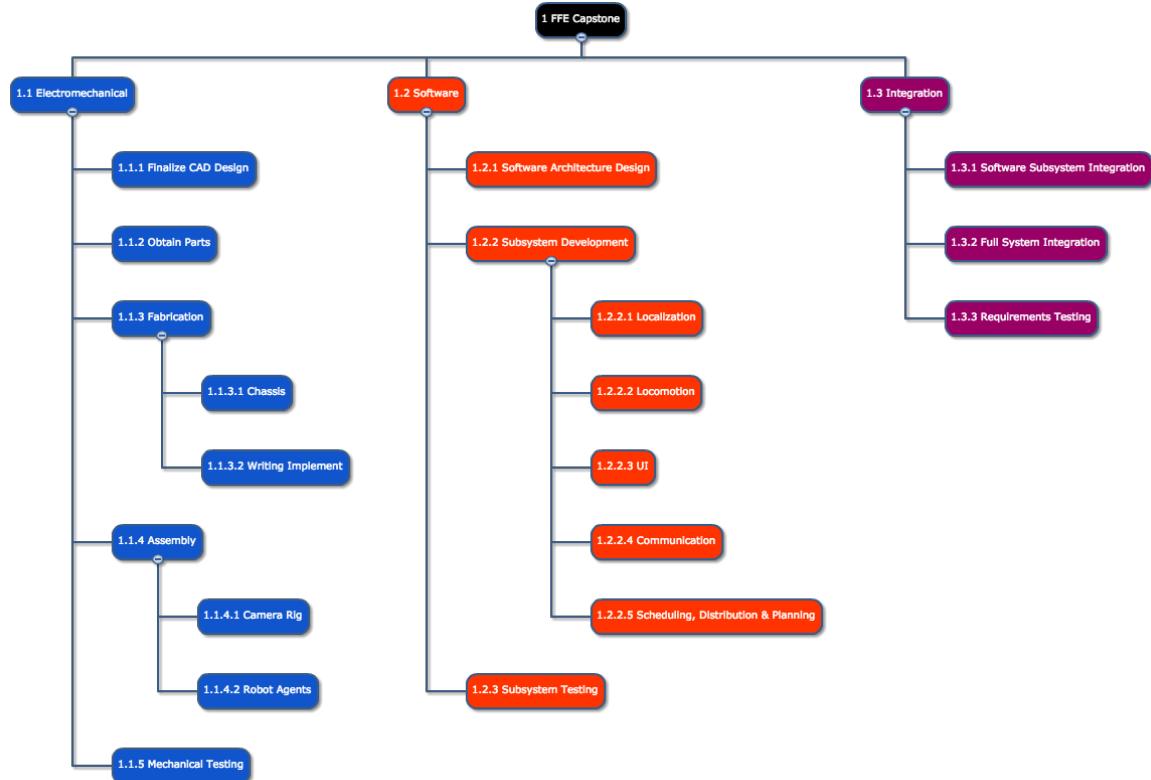 1 FFE Capstone
1.1 Electromechanical
1.1.1 Finalize CAD Design
1.1.2 Obtain Parts
1.1.3 Fabrication
1.1.3.1 Chassis
1.1.3.2 Writing Implement
1.1.4 Assembly
1.1.4.1 Camera Rig
1.1.4.2 Robot Agents
1.1.5 Mechanical Testing
1.2 Software
1.2.1 Software Architecture Design
1.2.2 Subsystem Development
1.2.2.1 Localization
1.2.2.2 Locomotion
1.2.2.3 UI
1.2.2.4 Communication
1.2.2.5 Scheduling, Distribution & Planning
1.2.3 Subsystem Testing
1.3 Integration
1.3.1 Software Subsystem Integration
1.3.2 Full System Integration
1.3.3 Requirements Testing